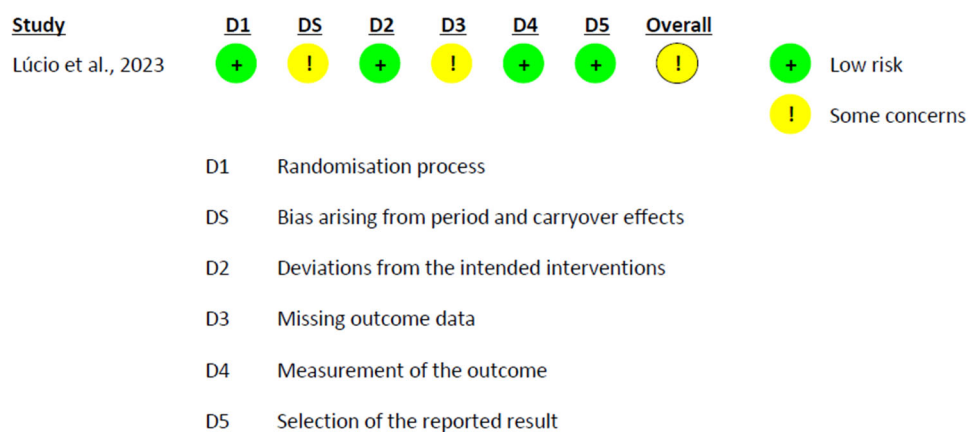 Study D1 DS D2 D3 D4 D5 Overall
Lúcio et al., 2023 + ! + ! + + ! + Low risk
! Some concerns
D1 Randomisation process
DS Bias arising from period and carryover effects
D2 Deviations from the intended interventions
D3 Missing outcome data
D4 Measurement of the outcome
D5 Selection of the reported result